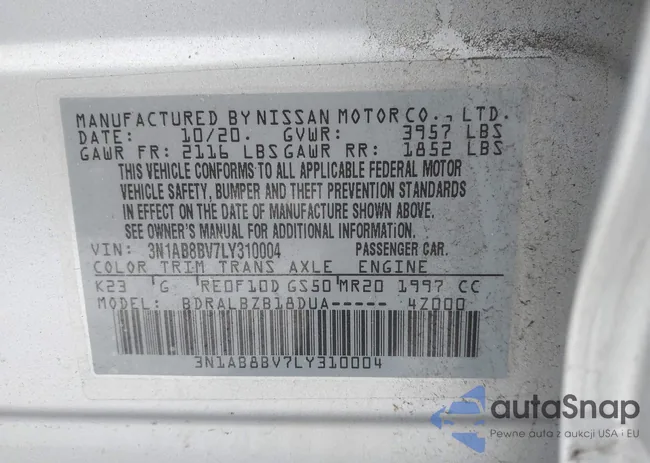 MANUFACTURED BY NISSAN MOTOR CO., LTD.
DATE: 10/20. GVWR: 3957 LBS
GAWR FR: 2116 LBS GAWR RR: 1852 LBS
THIS VEHICLE CONFORMS TO ALL APPLICABLE FEDERAL MOTOR
VEHICLE SAFETY, BUMPER AND THEFT PREVENTION STANDARDS
IN EFFECT ON THE DATE OF MANUFACTURE SHOWN ABOVE.
SEE OWNER'S MANUAL FOR ADDITIONAL INFORMATION.
VIN: 3N1AB8BV7LY310004 PASSENGER CAR.
COLOR TRIM TRANS AXLE ENGINE
K23 G RE0F10D GS50 MR20 1997 CC
MODEL: BDRALBZB18DUA----- 4Z000
3N1AB8BV7LY310004
autoSnap
Pewne auta z aukcji USA i EU